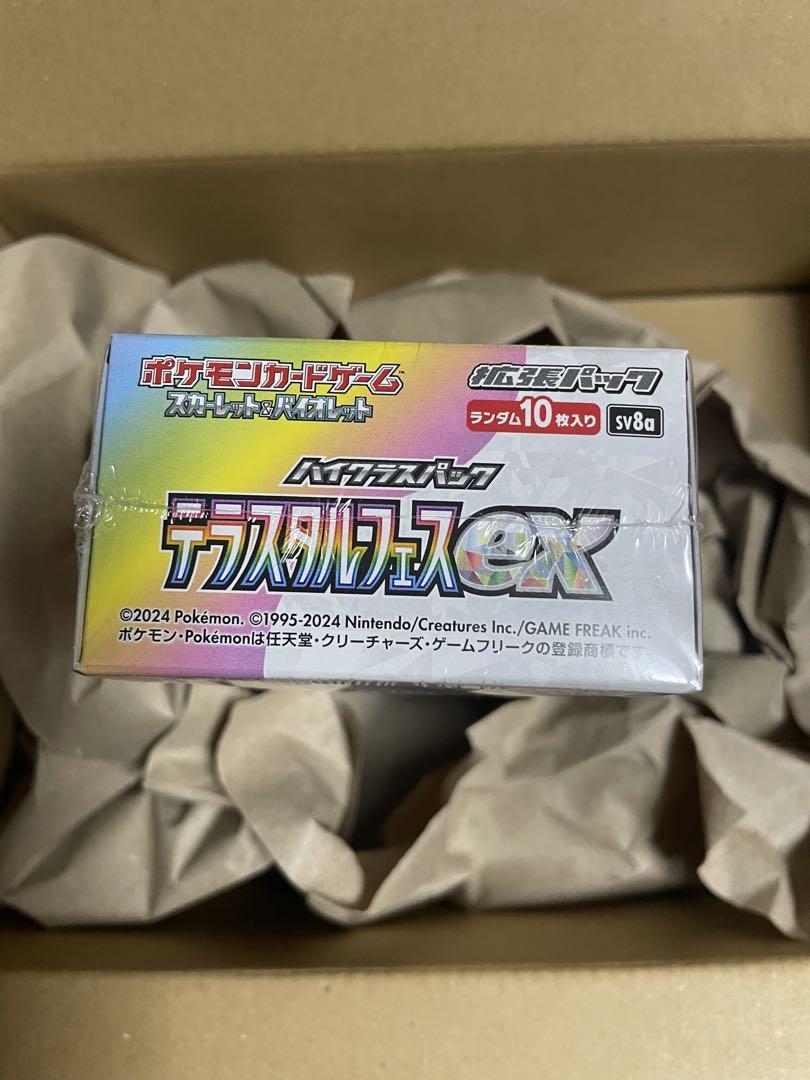 ポケモンカードゲーム™
拡張パック
スカーレット&バイオレット
ランダム10枚入り
SV8a
ハイクラスパック
テラスタルフェスex
©2024 Pokémon. ©1995-2024 Nintendo/Creatures Inc./GAME FREAK inc.
ポケモン・Pokémonは任天堂・クリーチャーズ・ゲームフリークの登録商標です。